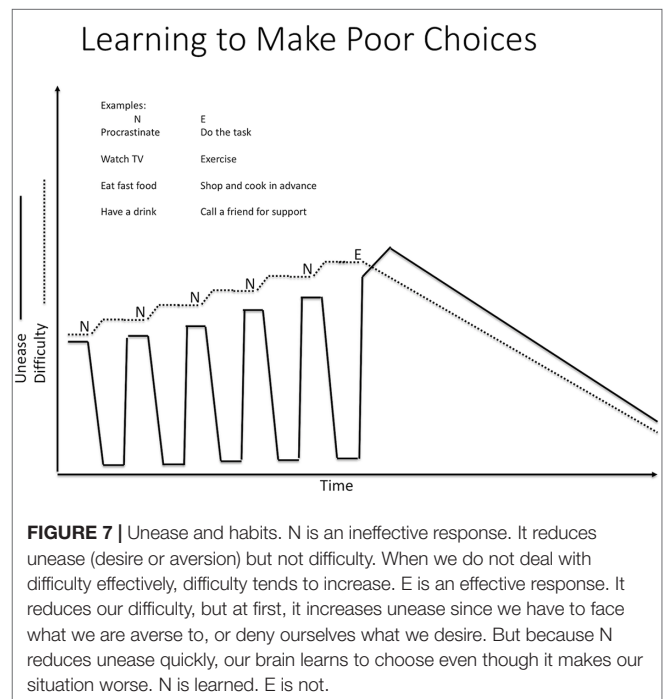 Learning to Make Poor Choices
Examples:
N E
Procrastinate Do the task
Watch TV Exercise
Eat fast food Shop and cook in advance
Have a drink Call a friend for support
N
N
N
N
N
E
Unease
Difficulty
Time
FIGURE 7 | Unease and habits. N is an ineffective response. It reduces
unease (desire or aversion) but not difficulty. When we do not deal with
difficulty effectively, difficulty tends to increase. E is an effective response. It
reduces our difficulty, but at first, it increases unease since we have to face
what we are averse to, or deny ourselves what we desire. But because N
reduces unease quickly, our brain learns to choose even though it makes our
situation worse. N is learned. E is not.